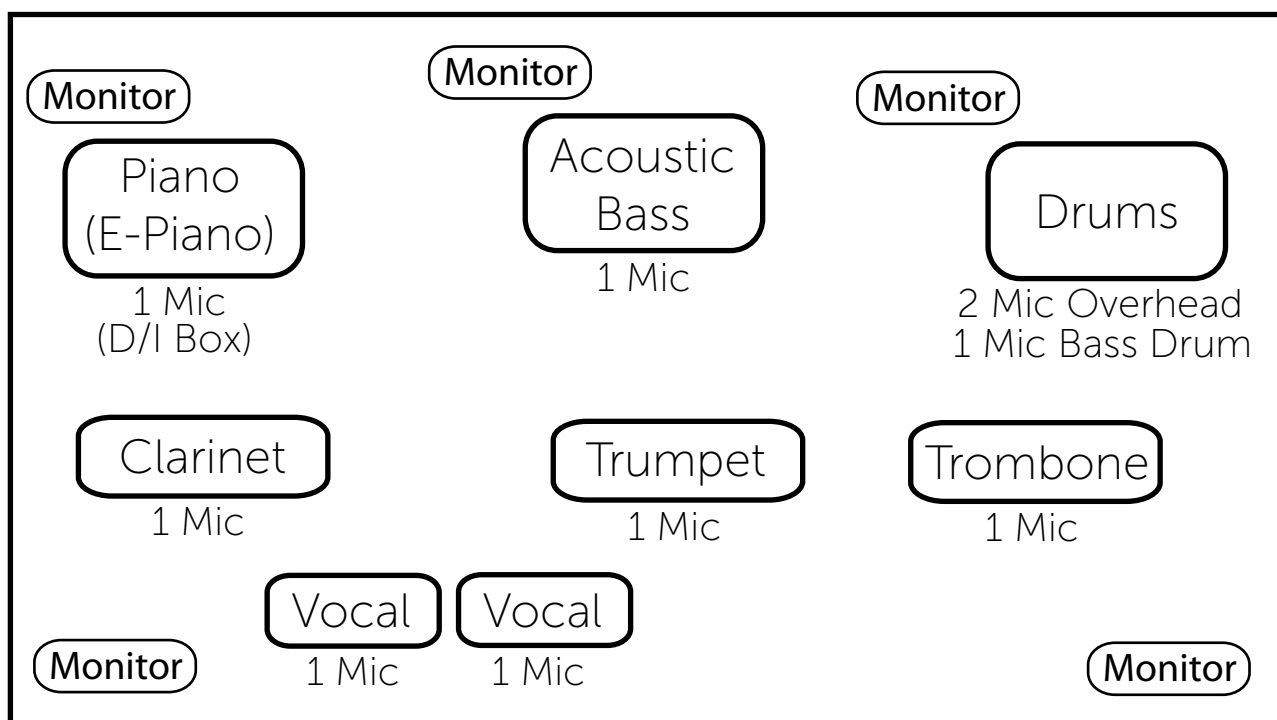 Monitor
Monitor
Monitor
Piano
(E-Piano)
1 Mic
(D/I Box)
Acoustic
Bass
1 Mic
Drums
2 Mic Overhead
1 Mic Bass Drum
Clarinet
1 Mic
Trumpet
1 Mic
Trombone
1 Mic
Vocal
1 Mic
Vocal
1 Mic
Monitor
Monitor